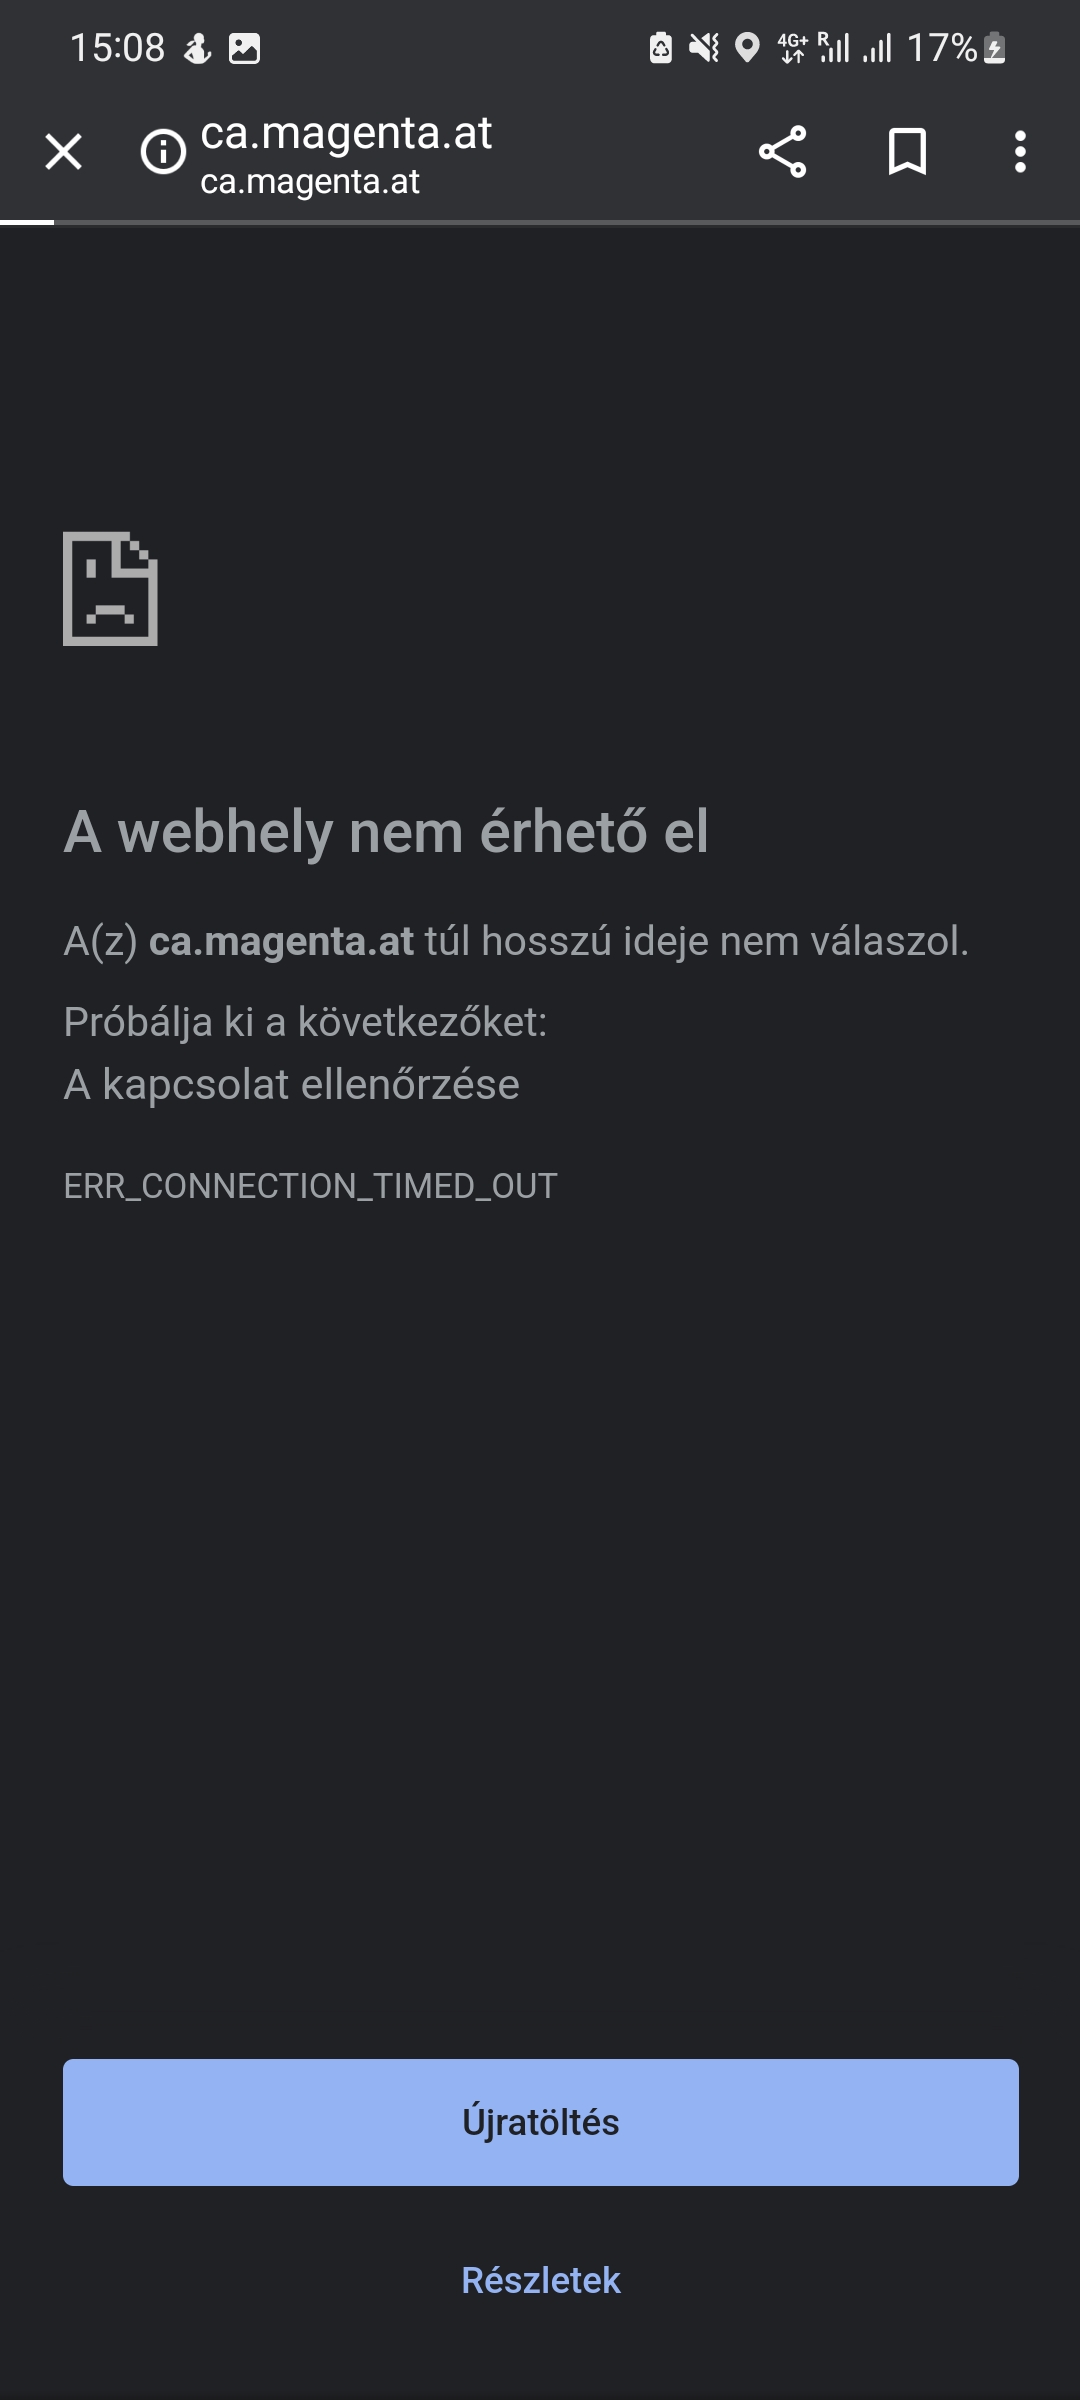 15:08
4G+ R 17%
ca.magenta.at
ca.magenta.at
A webhely nem érhető el
A(z) ca.magenta.at túl hosszú ideje nem válaszol.
Próbálja ki a következőket:
A kapcsolat ellenőrzése
ERR_CONNECTION_TIMED_OUT
Újratöltés
Részletek